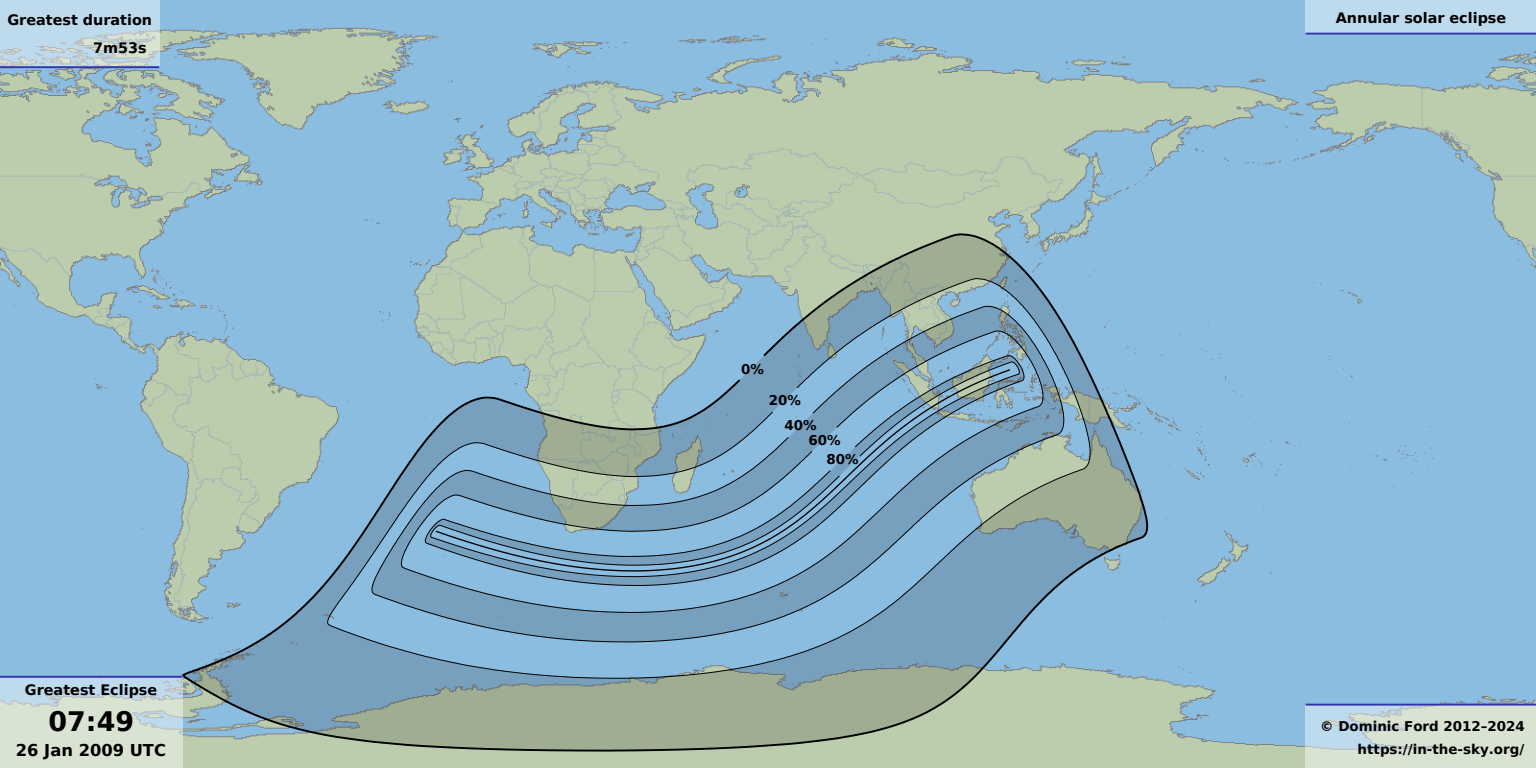 Greatest duration
7m53s
Annular solar eclipse
0%
20%
40%
60%
80%
Greatest Eclipse
07:49
26 Jan 2009 UTC
© Dominic Ford 2012–2024
https://in-the-sky.org/